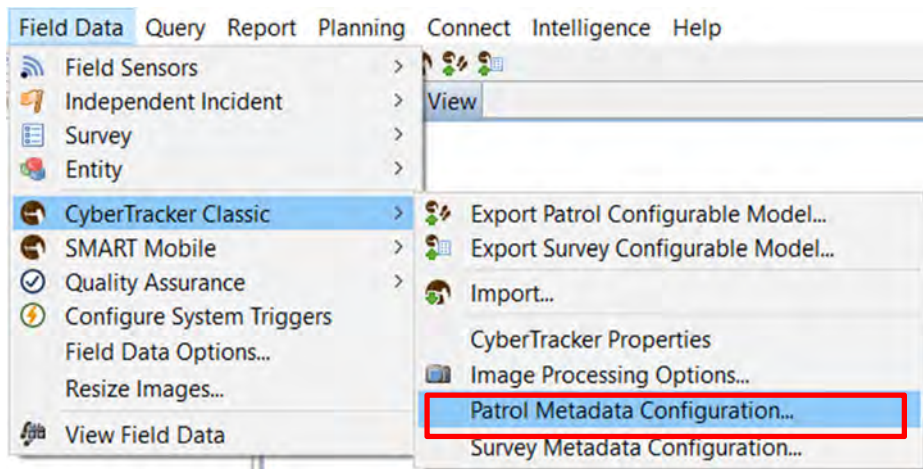 Field Data Query Report Planning Connect Intelligence Help
Field Sensors
Independent Incident
View
Survey
Entity
CyberTracker Classic
SMART Mobile
Quality Assurance
Configure System Triggers
Field Data Options...
Resize Images...
View Field Data
Export Patrol Configurable Model...
Export Survey Configurable Model...
Import...
CyberTracker Properties
Image Processing Options...
Patrol Metadata Configuration...
Survey Metadata Configuration...